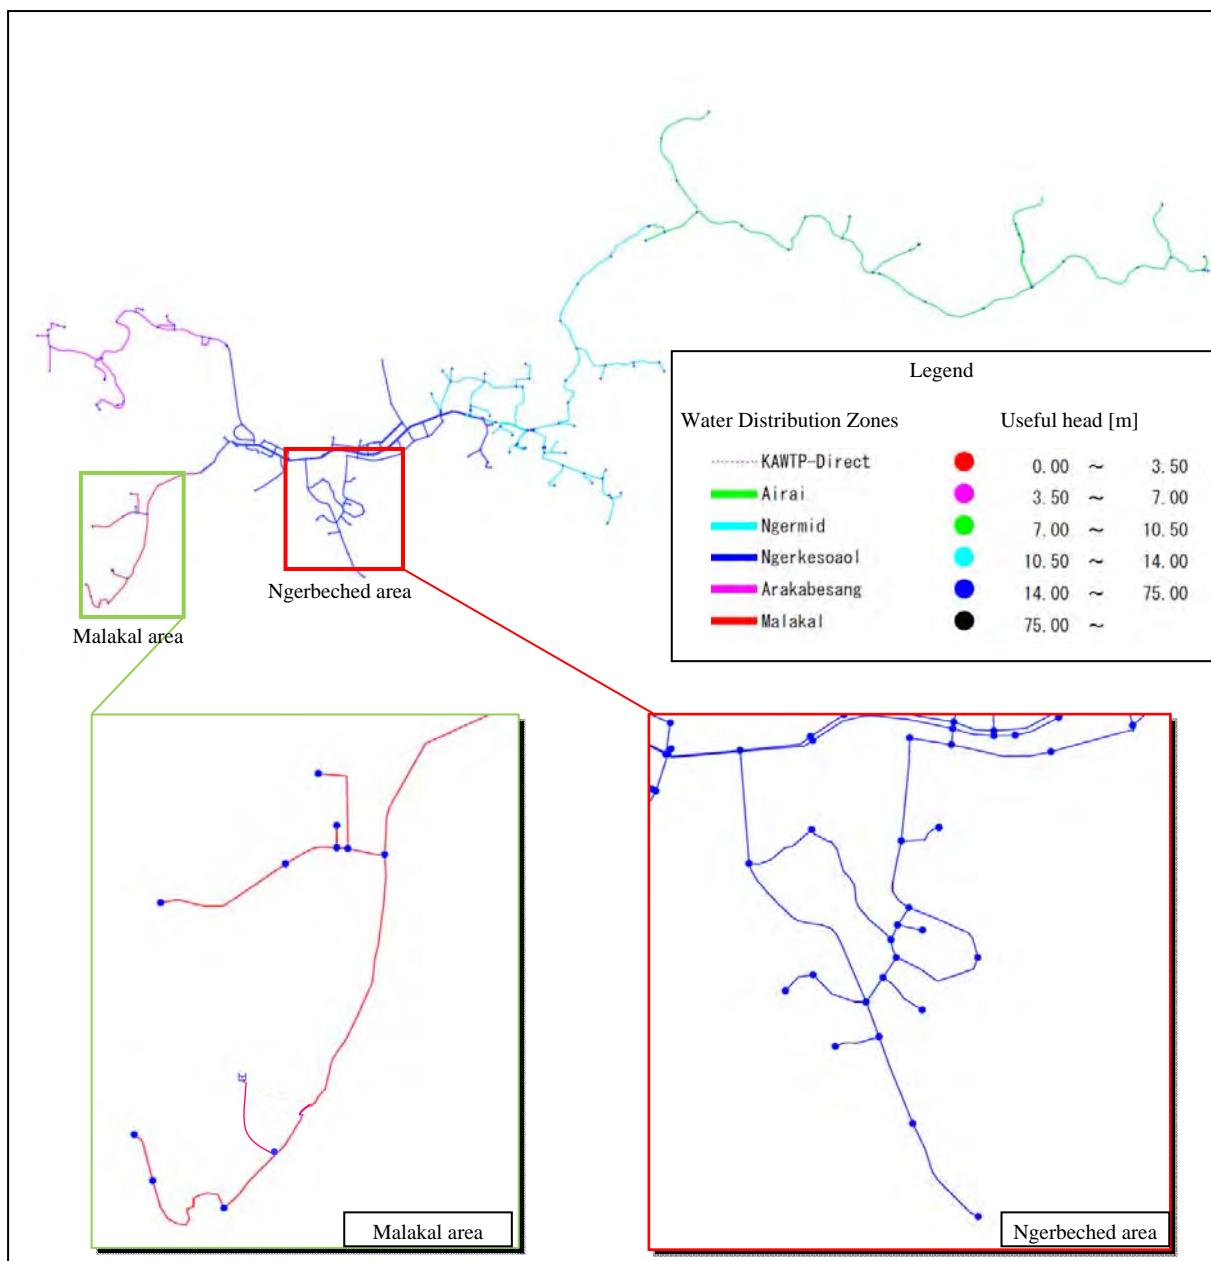 Legend
Water Distribution Zones Useful head [m]
KAWTP-Direct 0.00 ~ 3.50
Airai 3.50 ~ 7.00
Ngermid 7.00 ~ 10.50
Ngerkesoaol 10.50 ~ 14.00
Arakabesang 14.00 ~ 75.00
Malakal 75.00 ~
Ngerbeched area
Malakal area
Malakal area
Ngerbeched area